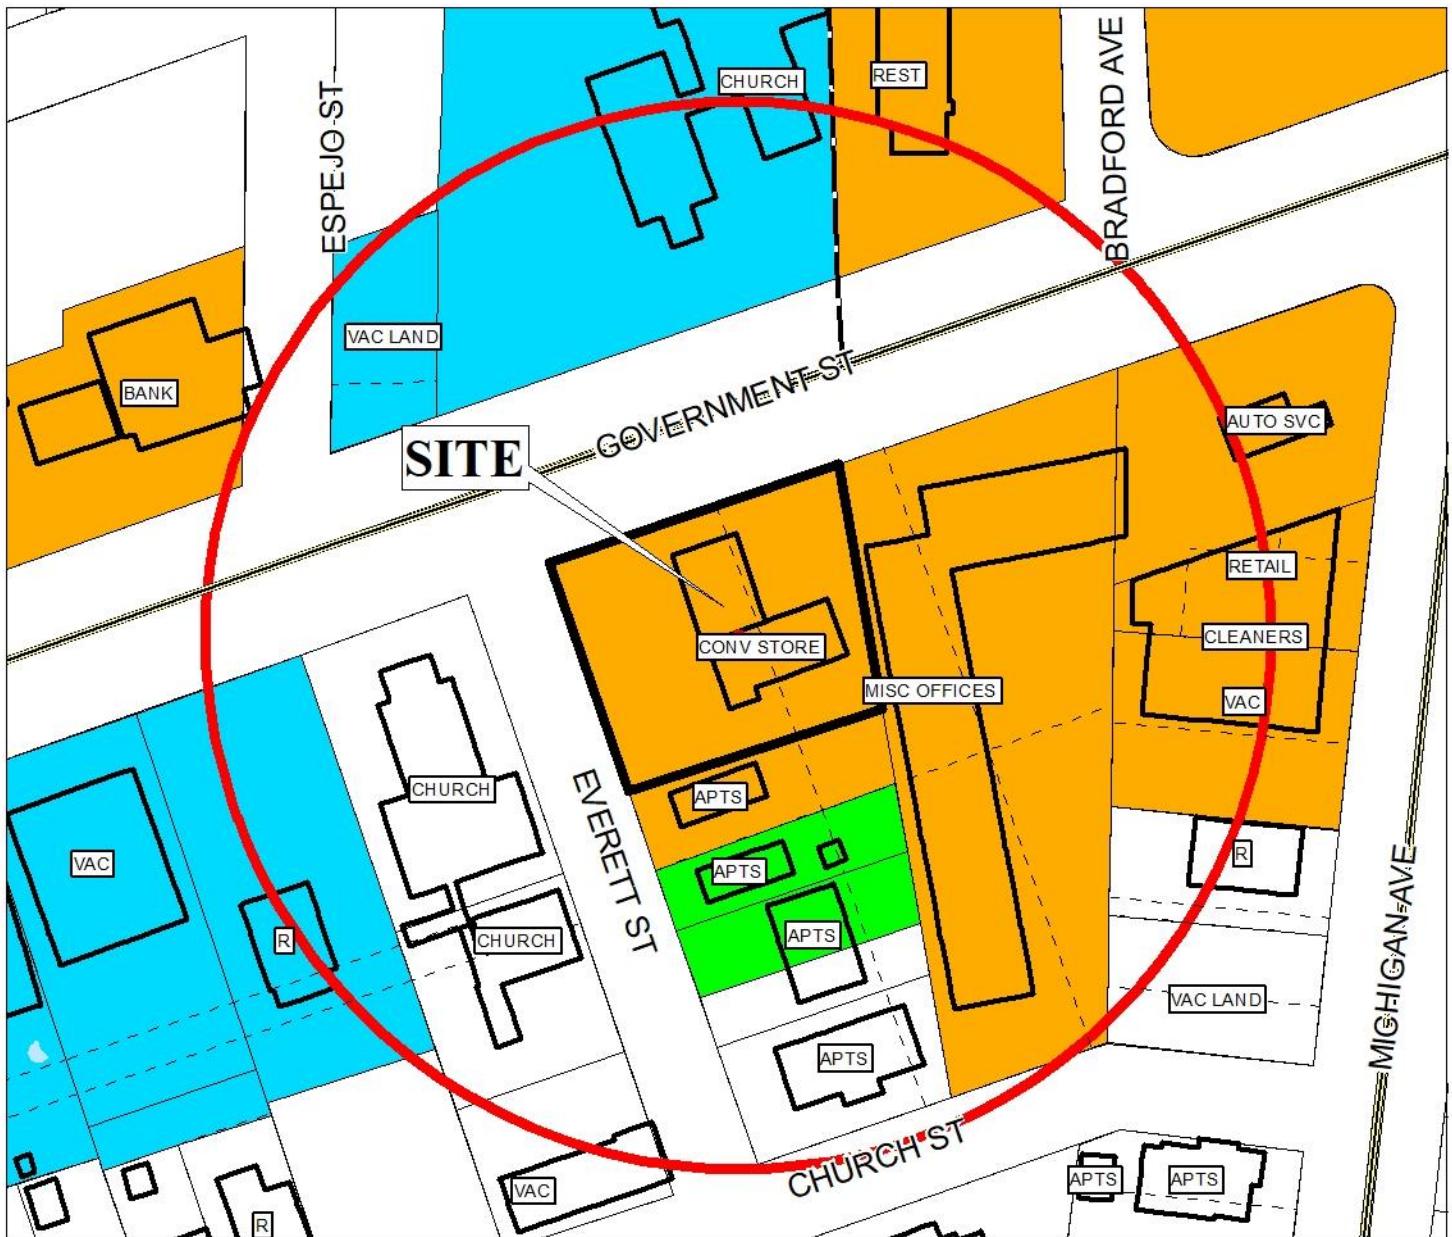 CHURCH
REST
BRADFORD AVE
ESPEJO ST
VAC LAND
BANK
GOVERNMENT ST
AUTO SVC
SITE
RETAIL
CLEANERS
CONV STORE
MISC OFFICES
VAC
CHURCH
APTS
EVERETT ST
VAC
APTS
R
R
CHURCH
APTS
MICHIGAN AVE
VAC LAND
APTS
CHURCH ST
VAC
APTS
APTS
R